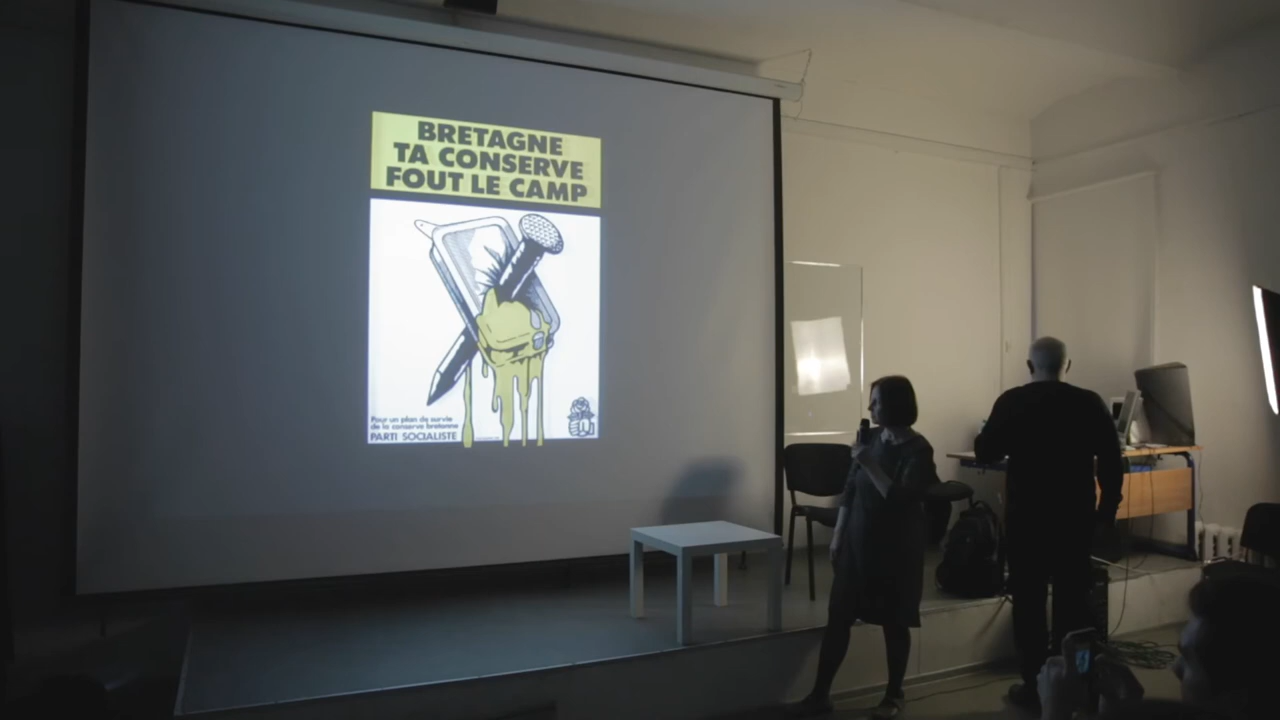 BRETAGNE
TA CONSERVE
FOUT LE CAMP
Pour un plan de survie
de la conserve bretonne
PARTI SOCIALISTE